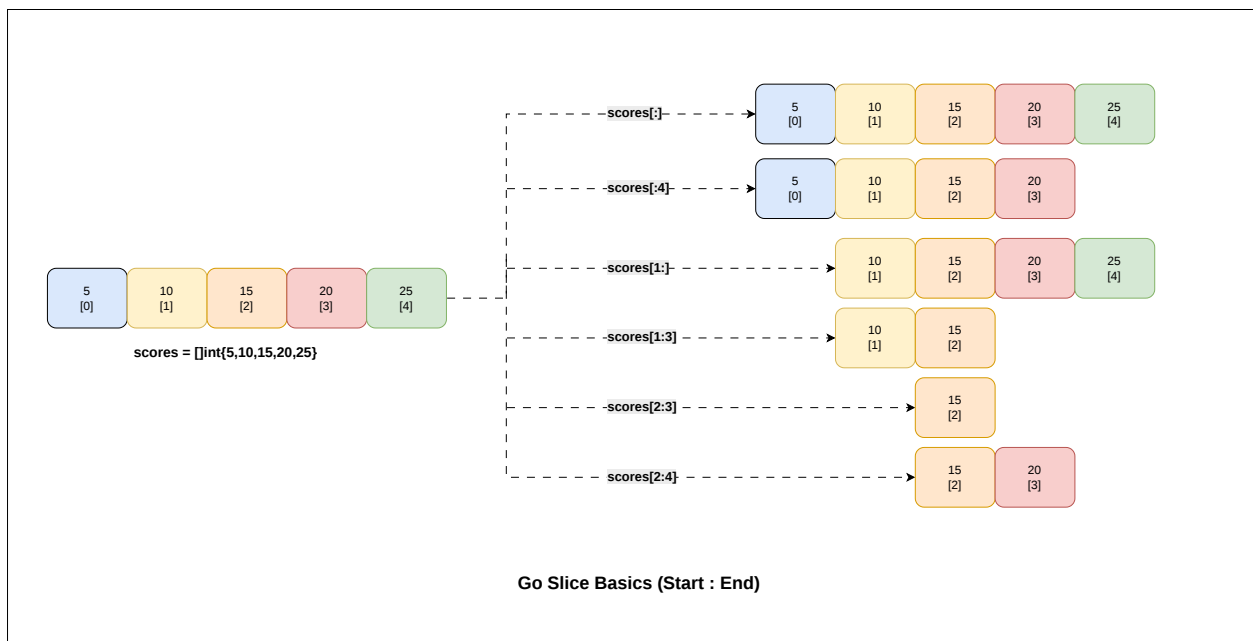 scores[:]
5 10 15 20 25
[0] [1] [2] [3] [4]
scores[:4]
5 10 15 20
[0] [1] [2] [3]
scores[1:]
10 15 20 25
[1] [2] [3] [4]
5 10 15 20 25
[0] [1] [2] [3] [4]
scores = []int{5,10,15,20,25}
scores[1:3]
10 15
[1] [2]
scores[2:3]
15
[2]
scores[2:4]
15 20
[2] [3]
Go Slice Basics (Start : End)